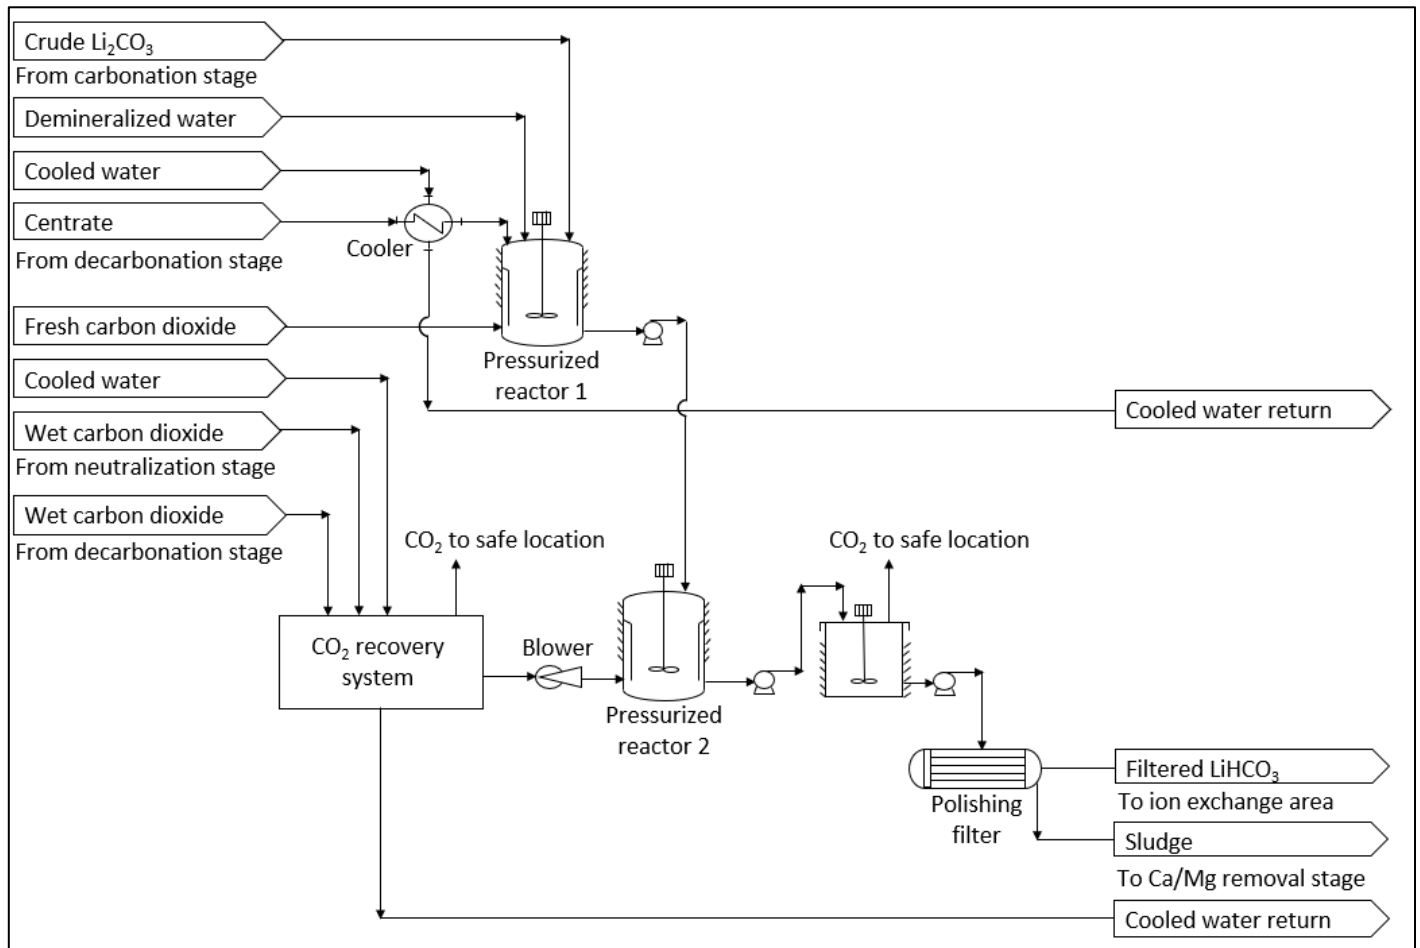 Crude Li₂CO₃
From carbonation stage
Demineralized water
Cooled water
Centrate
From decarbonation stage
Cooler
Fresh carbon dioxide
Pressurized
reactor 1
Cooled water
Cooled water return
Wet carbon dioxide
From neutralization stage
Wet carbon dioxide
From decarbonation stage
CO₂ to safe location
CO₂ to safe location
CO₂ recovery
system
Blower
Pressurized
reactor 2
Polishing
filter
Filtered LiHCO₃
To ion exchange area
Sludge
To Ca/Mg removal stage
Cooled water return